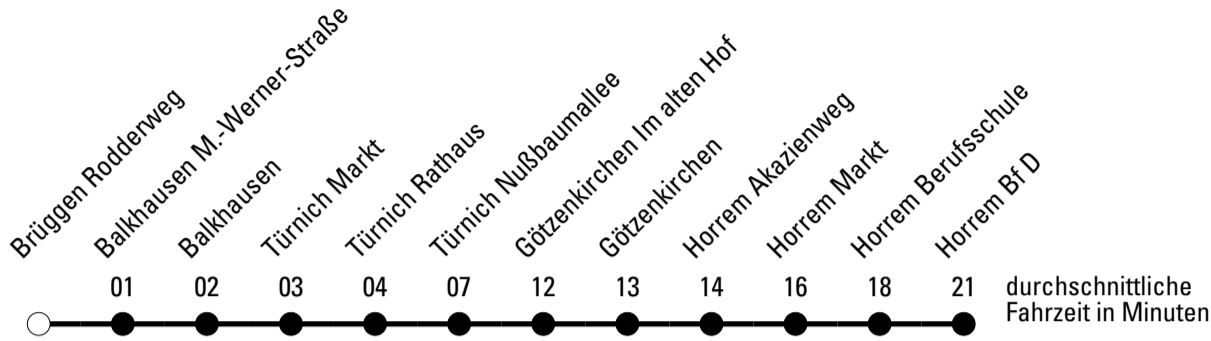 Brüggen Rodderweg
Balkhausen M.-Werner-Straße
Balkhausen
Türnich Markt
Türnich Rathaus
Türnich Nußbaumallee
Götzenkirchen Im alten Hof
Götzenkirchen
Horrem Akazienweg
Horrem Markt
Horrem Berufsschule
Horrem Bf D
01 02 03 04 07 12 13 14 16 18 21 durchschnittliche
Fahrzeit in Minuten